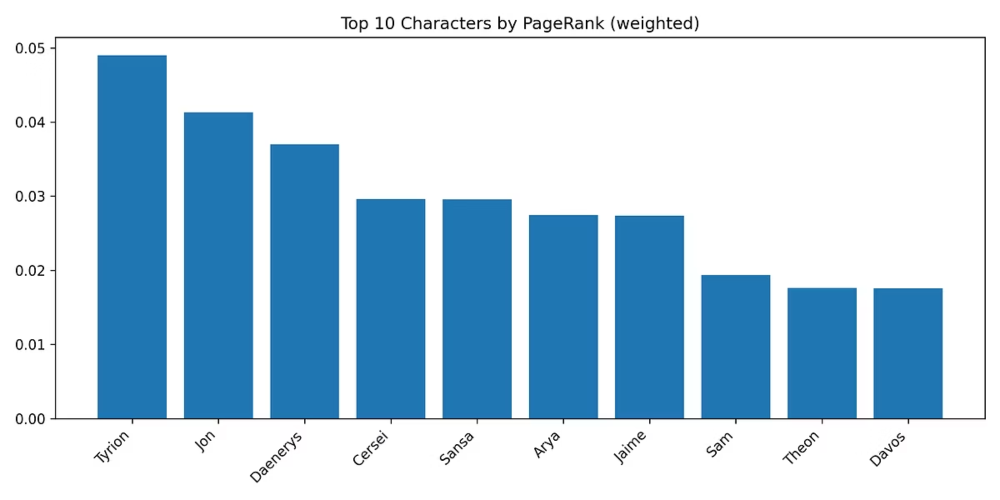 Top 10 Characters by PageRank (weighted)
0.05
0.04
0.03
0.02
0.01
0.00
Tyrion
Jon
Daenerys
Cersei
Sansa
Arya
Jaime
Sam
Theon
Davos